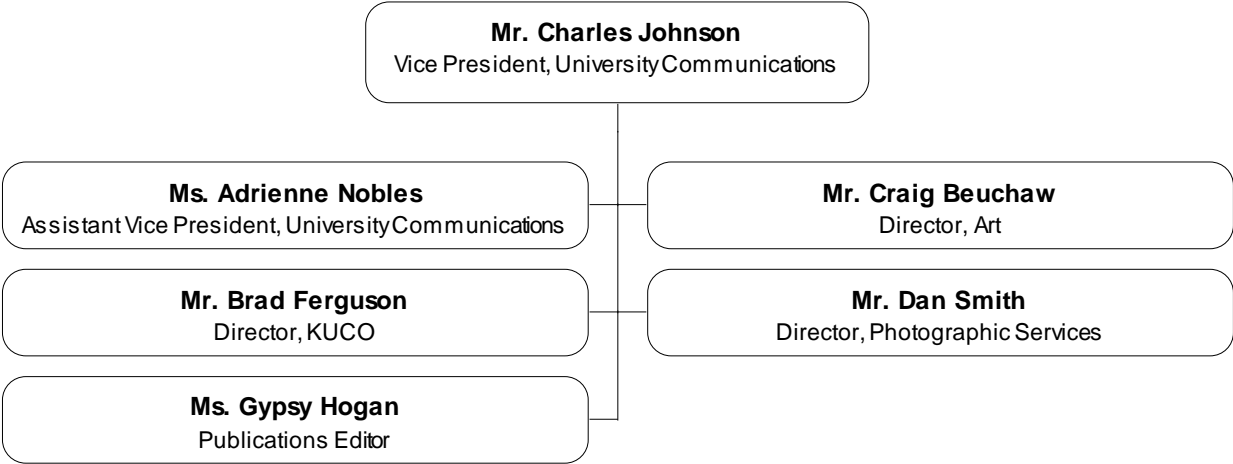 Mr. Charles Johnson
Vice President, University Communications
Ms. Adrienne Nobles
Assistant Vice President, University Communications
Mr. Craig Beuchaw
Director, Art
Mr. Brad Ferguson
Director, KUCO
Mr. Dan Smith
Director, Photographic Services
Ms. Gypsy Hogan
Publications Editor